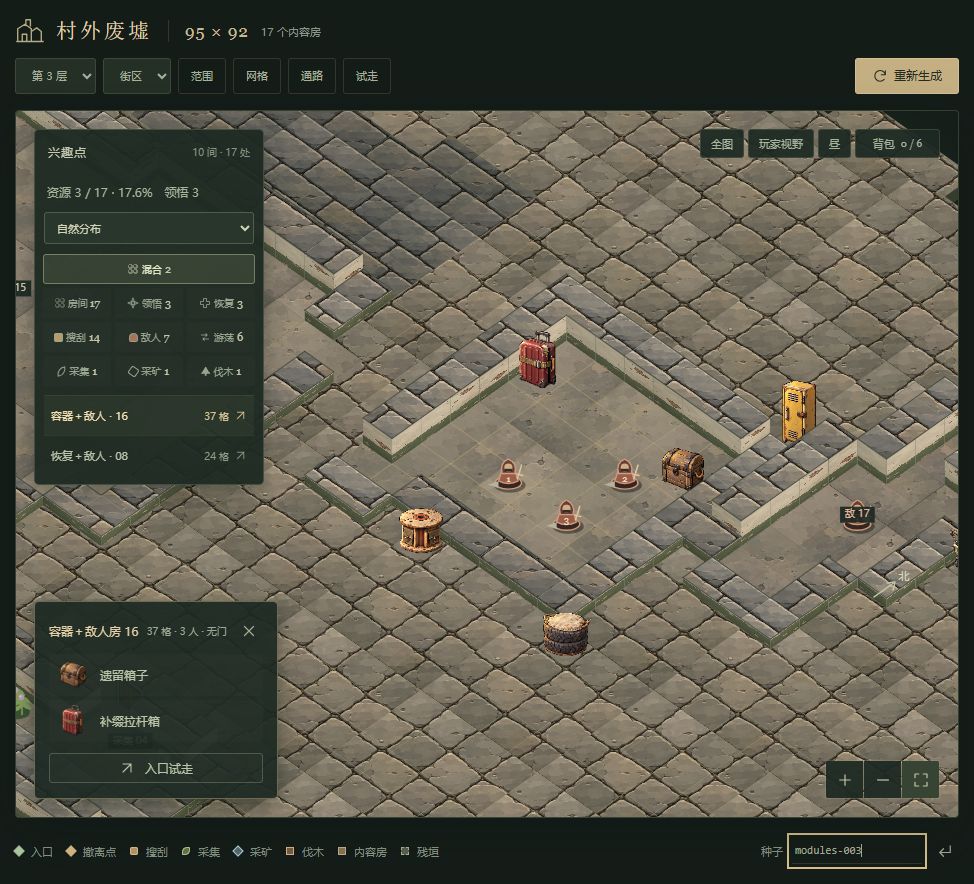 村外废墟 95 × 92 17 个内容房
第 3 层 街区 范围 网格 通路 试走 重新生成
兴趣点 10 间 · 17 处
全图 玩家视野 昼 背包 0 / 6
资源 3 / 17 · 17.6% 领悟 3
自然分布
混合 2
15
房间 17 领悟 3 恢复 3
搜刮 14 敌人 7 游荡 6
采集 1 采矿 1 伐木 1
容器 + 敌人 · 16 37 格
恢复 + 敌人 · 08 24 格
1
2
3
敌 17
北
容器 + 敌人房 16 37 格 · 3 人 · 无门
遗留箱子
补缀拉杆箱
采集 04
入口试走
入口 撤离点 搜刮 采集 采矿 伐木 内容房 残垣
种子 modules-003